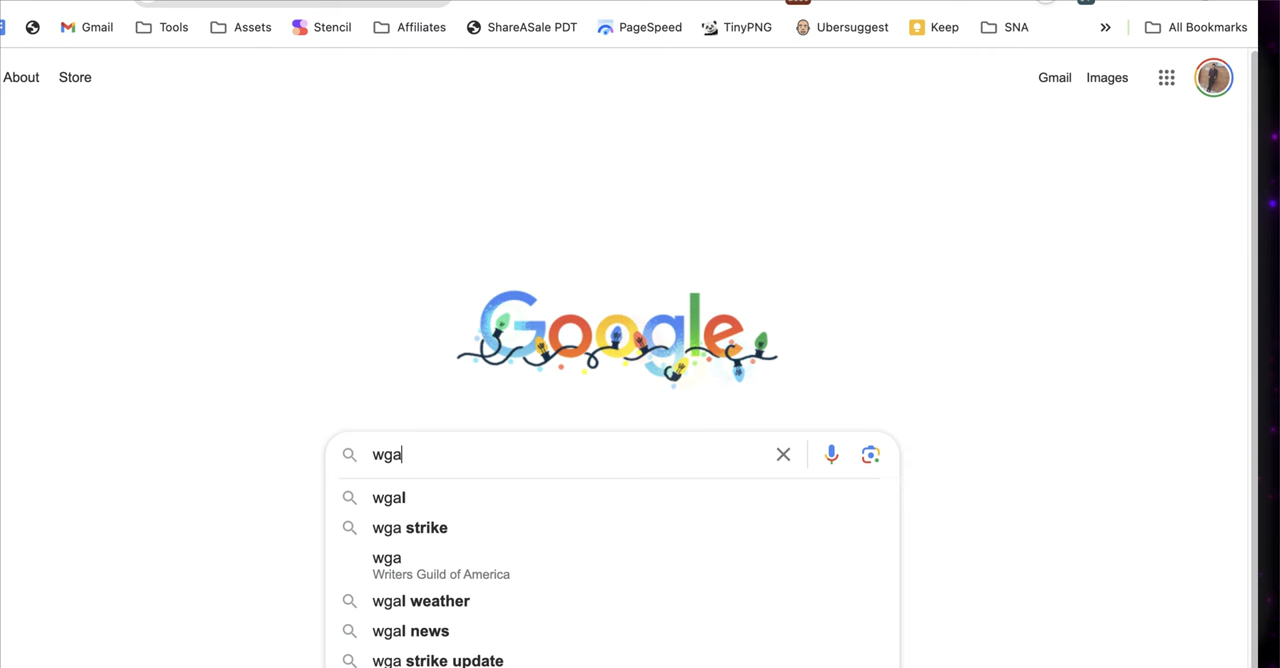 Gmail Tools Assets Stencil Affiliates ShareASale PDT PageSpeed TinyPNG Ubersuggest Keep SNA » All Bookmarks
About Store Gmail Images
Google
wga
wgal
wga strike
wga
Writers Guild of America
wgal weather
wgal news
wga strike update